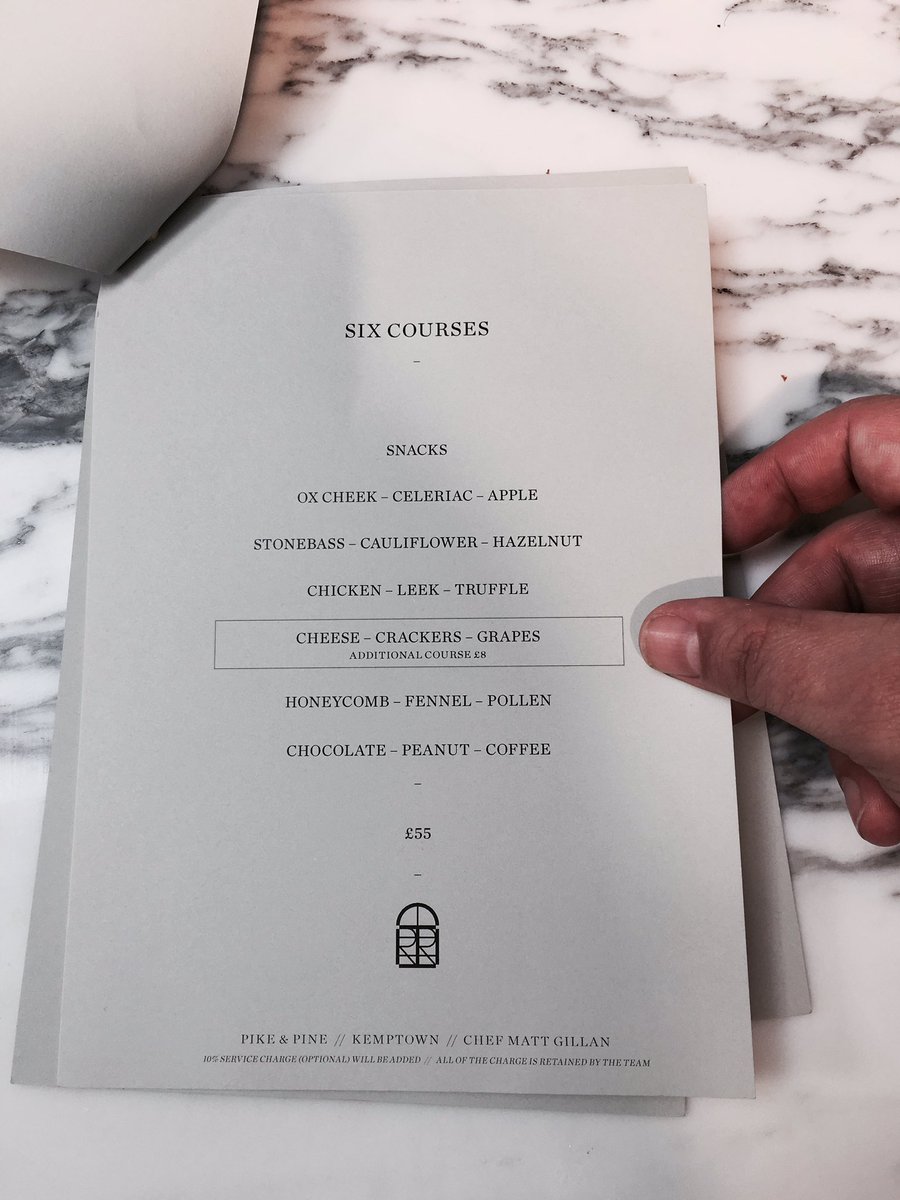 SIX COURSES
–
SNACKS
OX CHEEK – CELERIAC – APPLE
STONEBASS – CAULIFLOWER – HAZELNUT
CHICKEN – LEEK – TRUFFLE
CHEESE – CRACKERS – GRAPES
ADDITIONAL COURSE £8
HONEYCOMB – FENNEL – POLLEN
CHOCOLATE – PEANUT – COFFEE
–
£55
–
PIKE & PINE // KEMPTOWN // CHEF MATT GILLAN
10% SERVICE CHARGE (OPTIONAL) WILL BE ADDED // ALL OF THE CHARGE IS RETAINED BY THE TEAM